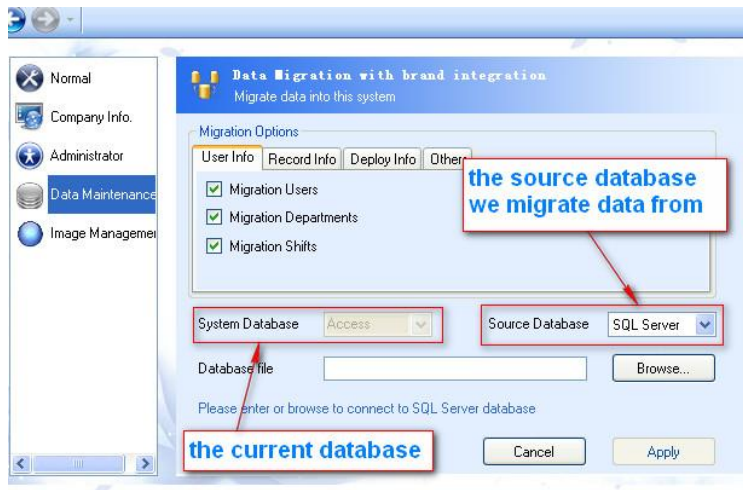 Normal
Company Info.
Administrator
Data Maintenance
Image Managemer
Data Migration with brand integration
Migrate data into this system
Migration Options
User Info Record Info Deploy Info Other
the source database
we migrate data from
Migration Users
Migration Departments
Migration Shifts
System Database Access Source Database SQL Server
Database file Browse...
Please enter or browse to connect to SQL Server database
the current database
Cancel Apply